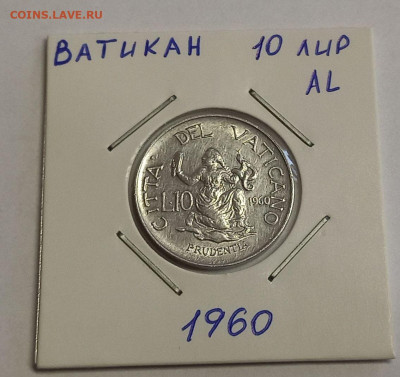 COINS.LAVE.RU
ВАТИКАН 10 ЛИР
AL
CITTA' DEL VATICANO
L.10 1960
PRUDENTIA
1960